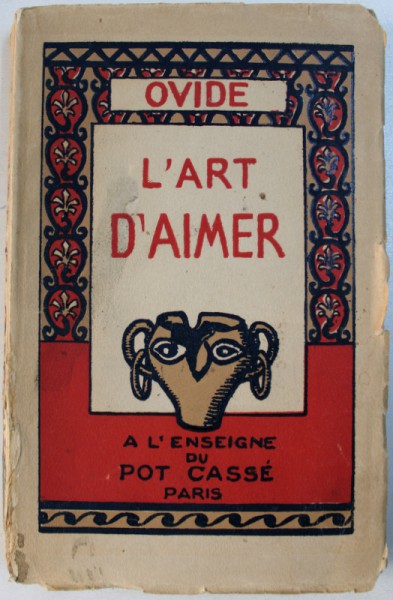 OVIDE
L'ART
D'AIMER
A L'ENSEIGNE
DU
POT CASSÉ
PARIS